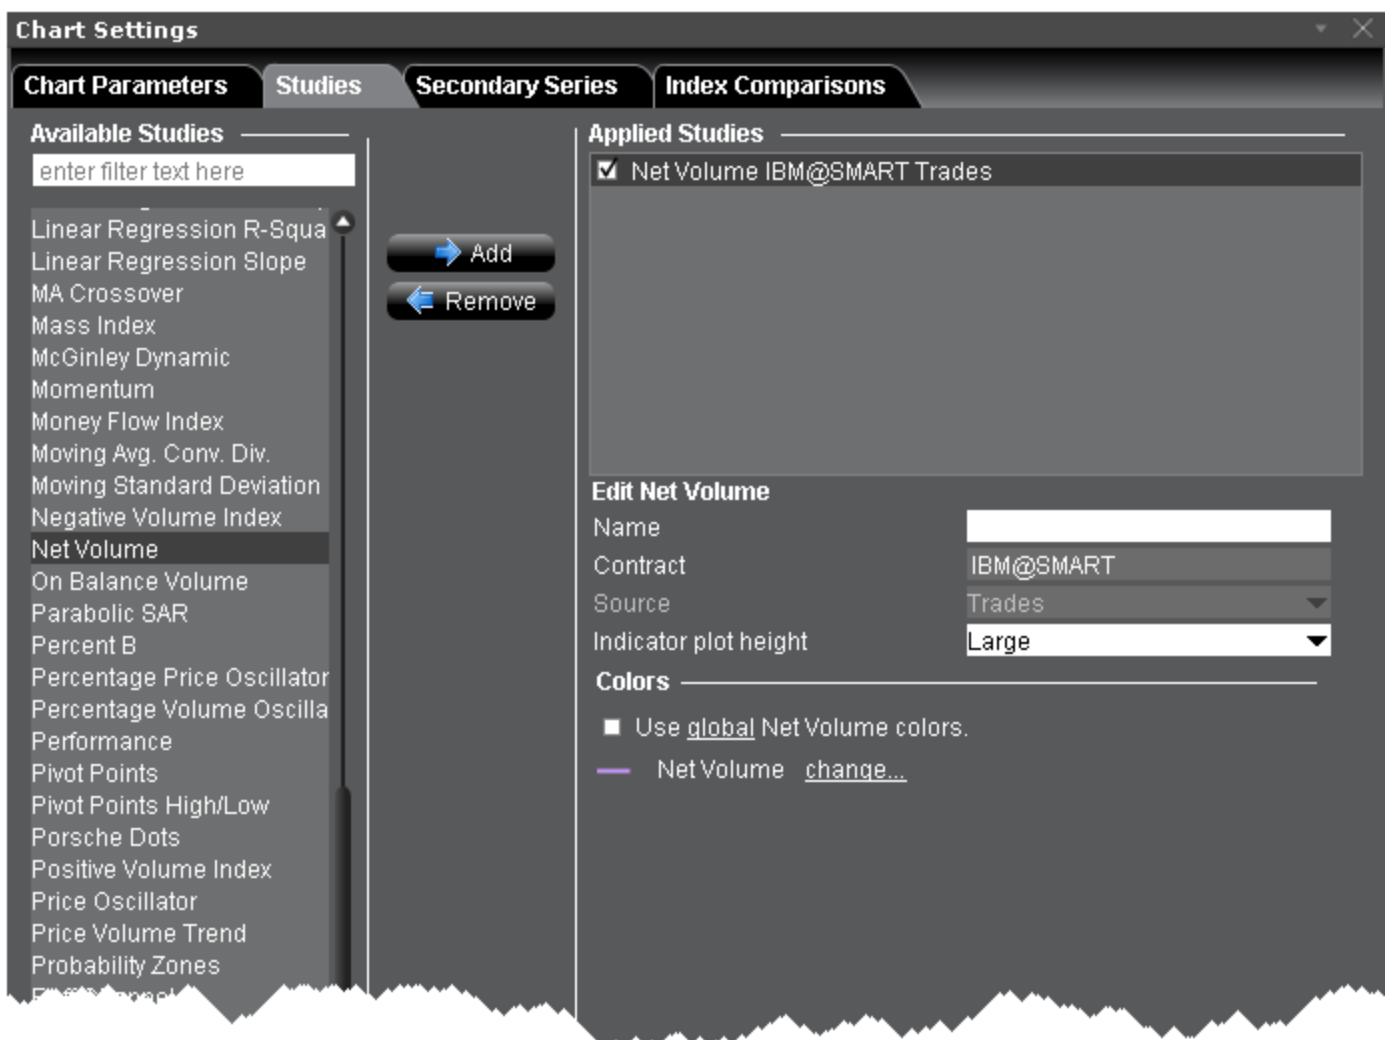 Chart Settings
Chart Parameters
Studies
Secondary Series
Index Comparisons
Available Studies
enter filter text here
Linear Regression R-Squa
Linear Regression Slope
MA Crossover
Mass Index
McGinley Dynamic
Momentum
Money Flow Index
Moving Avg. Conv. Div.
Moving Standard Deviation
Negative Volume Index
Net Volume
On Balance Volume
Parabolic SAR
Percent B
Percentage Price Oscillator
Percentage Volume Oscilla
Performance
Pivot Points
Pivot Points High/Low
Porsche Dots
Positive Volume Index
Price Oscillator
Price Volume Trend
Probability Zones
Add
Remove
Applied Studies
Net Volume IBM@SMART Trades
Edit Net Volume
Name
Contract IBM@SMART
Source Trades
Indicator plot height Large
Colors
Use global Net Volume colors.
Net Volume change...